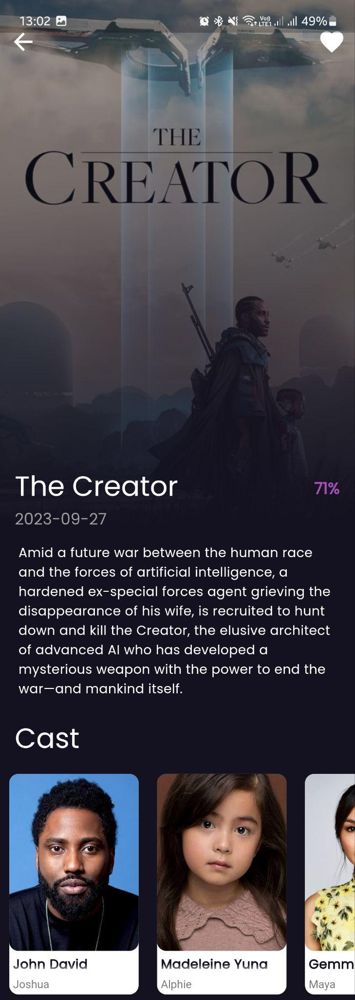 13:02
Vo))
LTE1
49%
THE
CREATOR
The Creator
71%
2023-09-27
Amid a future war between the human race
and the forces of artificial intelligence, a
hardened ex-special forces agent grieving the
disappearance of his wife, is recruited to hunt
down and kill the Creator, the elusive architect
of advanced AI who has developed a
mysterious weapon with the power to end the
war—and mankind itself.
Cast
John David
Joshua
Madeleine Yuna
Alphie
Gemm
Maya